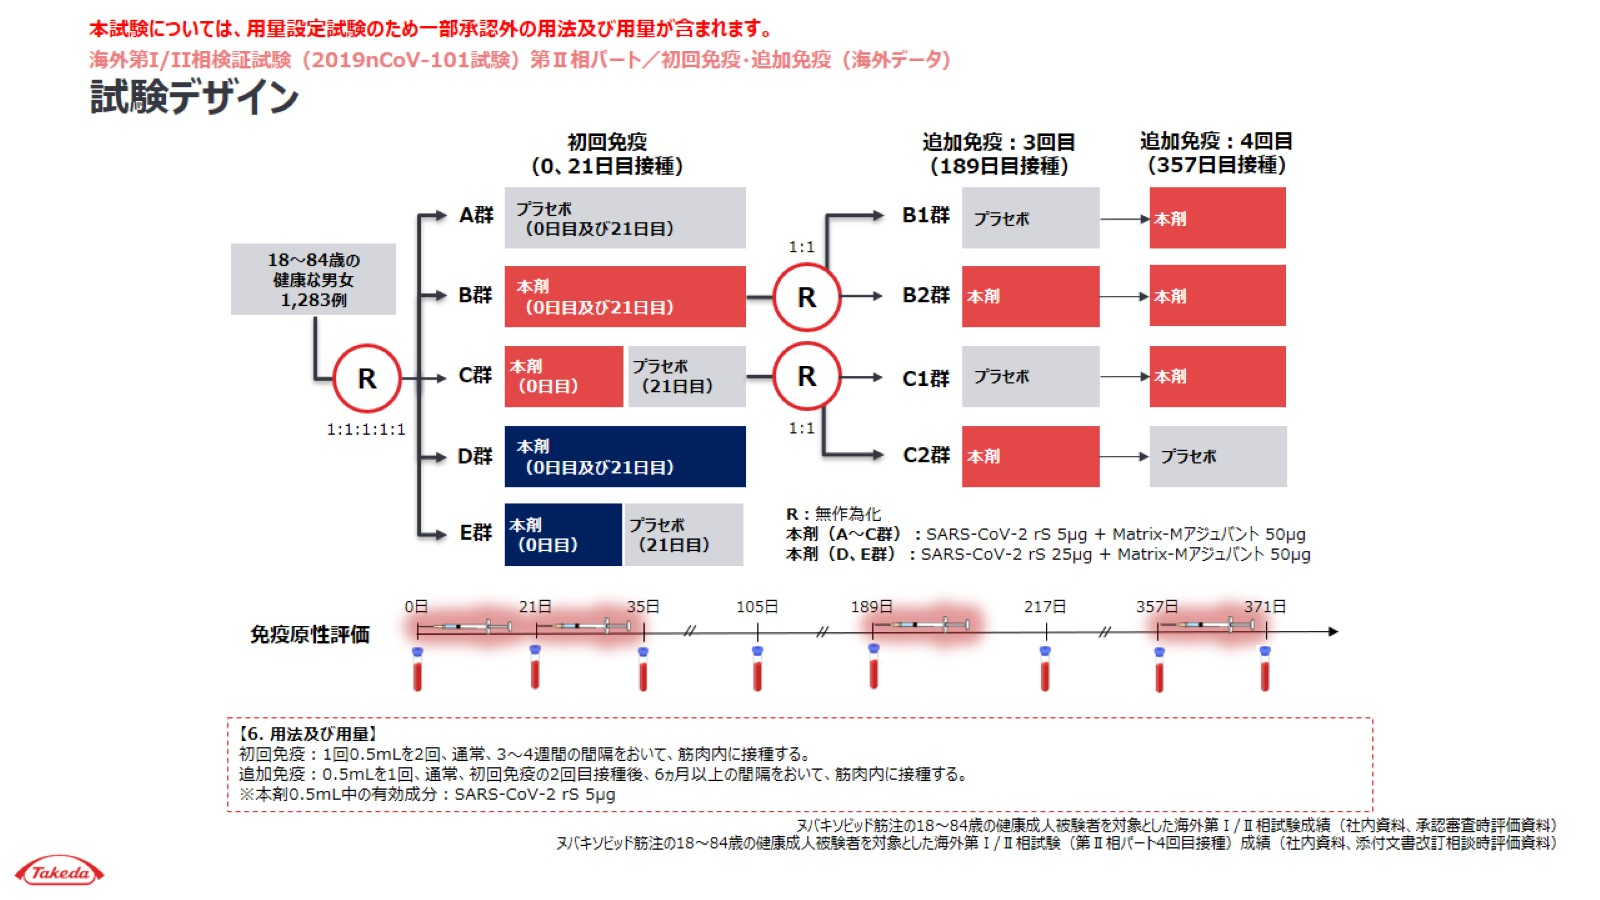 本試験については、用量設定試験のため一部承認外の用法及び用量が含まれます。
海外第I/II相検証試験（2019nCoV-101試験）第Ⅱ相パート／初回免疫・追加免疫（海外データ）
試験デザイン
初回免疫
（0、21日目接種）
追加免疫：3回目
（189日目接種）
追加免疫：4回目
（357日目接種）
18～84歳の
健康な男女
1,283例
R
1:1:1:1:1
A群
プラセボ
（0日目及び21日目）
B群
本剤
（0日目及び21日目）
C群
本剤
（0日目）
プラセボ
（21日目）
D群
本剤
（0日目及び21日目）
E群
本剤
（0日目）
プラセボ
（21日目）
1:1
R
R
1:1
B1群
プラセボ
本剤
B2群
本剤
本剤
C1群
プラセボ
本剤
C2群
本剤
プラセボ
R：無作為化
本剤（A～C群）：SARS-CoV-2 rS 5μg + Matrix-Mアジュバント 50μg
本剤（D、E群）：SARS-CoV-2 rS 25μg + Matrix-Mアジュバント 50μg
免疫原性評価
0日
21日
35日
105日
189日
217日
357日
371日
【6. 用法及び用量】
初回免疫：1回0.5mLを2回、通常、3～4週間の間隔をおいて、筋肉内に接種する。
追加免疫：0.5mLを1回、通常、初回免疫の2回目接種後、6ヵ月以上の間隔をおいて、筋肉内に接種する。
※本剤0.5mL中の有効成分：SARS-CoV-2 rS 5μg
ヌバキソビッド筋注の18～84歳の健康成人被験者を対象とした海外第Ⅰ/Ⅱ相試験成績（社内資料、承認審査時評価資料）
ヌバキソビッド筋注の18～84歳の健康成人被験者を対象とした海外第Ⅰ/Ⅱ相試験（第Ⅱ相パート4回目接種）成績（社内資料、添付文書改訂相談時評価資料）
Takeda